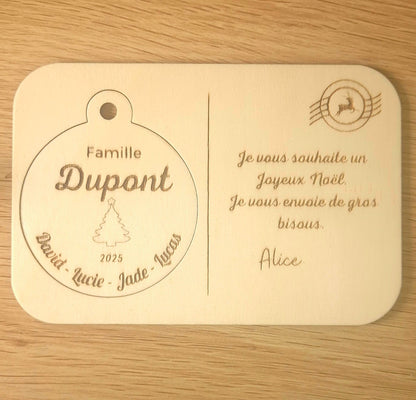 Famille
Dupont
2025
David - Lucie - Jade - Lucas
Je vous souhaite un
Joyeux Noël.
Je vous envoie de gros
bisous.
Alice